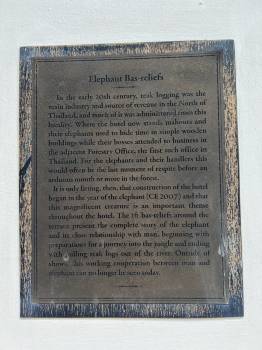 Elephant Bas-reliefs
In the early 20th century, teak logging was the
main industry and source of revenue in the North of
Thailand, and much of it was administered from this
locality. Where the hotel now stands mahouts and
their elephants used to bide time in simple wooden
buildings while their bosses attended to business in
the adjacent Forestry Office, the first such office in
Thailand. For the elephants and their handlers this
would often be the last moment of respite before an
arduous month or more in the forest.
It is only fitting, then, that construction of the hotel
began in the year of the elephant (CE 2007) and that
this magnificent creature is an important theme
throughout the hotel. The 16 bas-reliefs around the
terrace present the complete story of the elephant
and its close relationship with man, beginning with
preparations for a journey into the jungle and ending
with rolling teak logs out of the river. Outside of
shows, this working cooperation between man and
elephant can no longer be seen today.